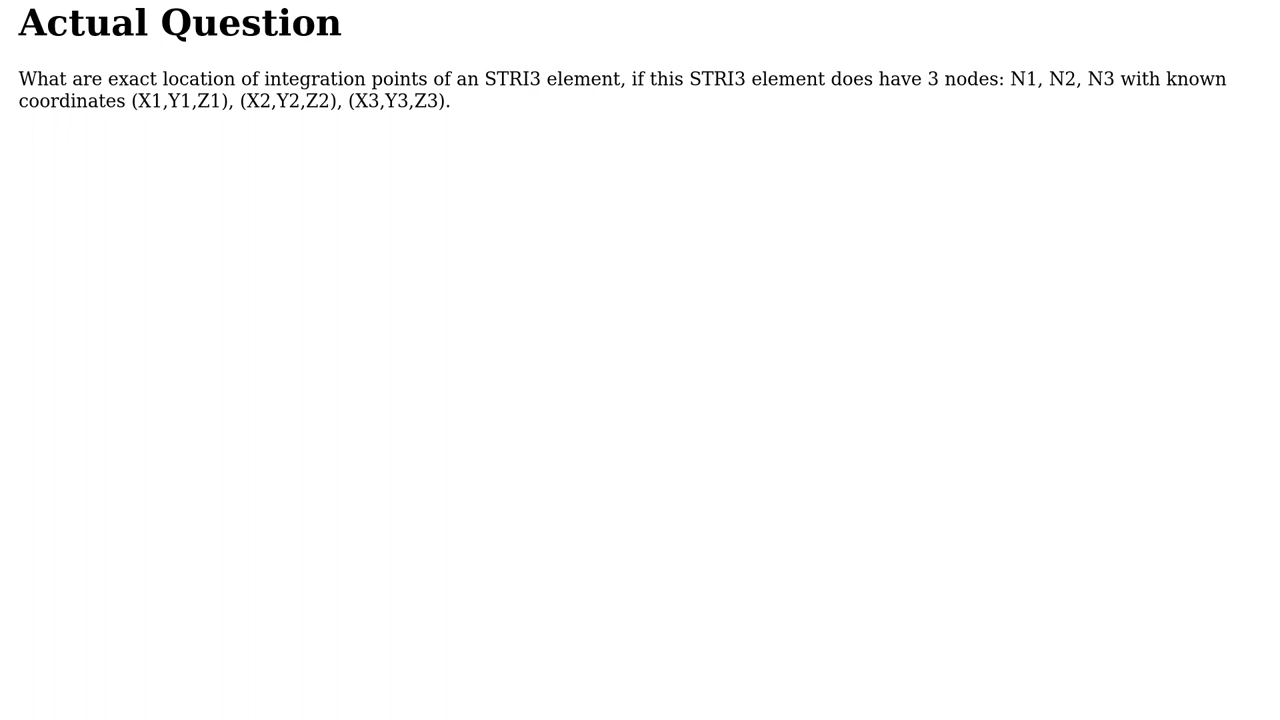 Actual Question
What are exact location of integration points of an STRI3 element, if this STRI3 element does have 3 nodes: N1, N2, N3 with known
coordinates (X1,Y1,Z1), (X2,Y2,Z2), (X3,Y3,Z3).